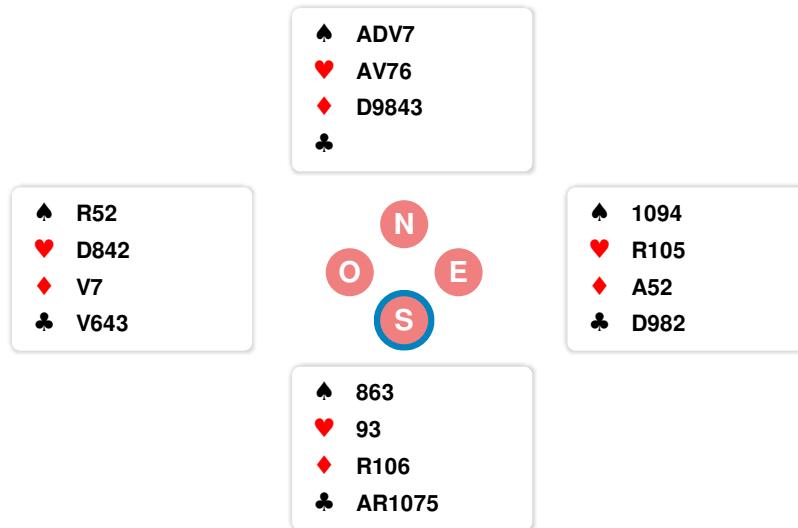 ♠ ADV7
♥ AV76
♦ D9843
♣
♠ R52
♥ D842
♦ V7
♣ V643
N
O E
S
♠ 1094
♥ R105
♦ A52
♣ D982
♠ 863
♥ 93
♦ R106
♣ AR1075